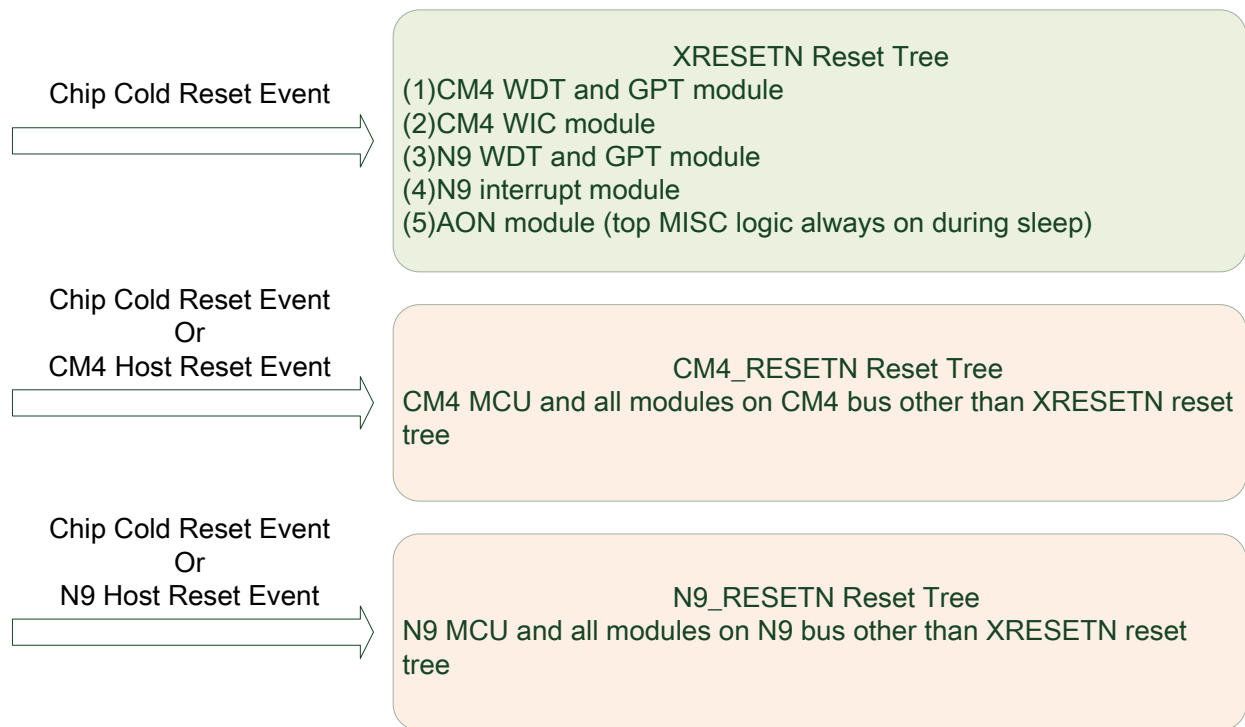 Chip Cold Reset Event
XRESETN Reset Tree
(1)CM4 WDT and GPT module
(2)CM4 WIC module
(3)N9 WDT and GPT module
(4)N9 interrupt module
(5)AON module (top MISC logic always on during sleep)
Chip Cold Reset Event
Or
CM4 Host Reset Event
CM4_RESETN Reset Tree
CM4 MCU and all modules on CM4 bus other than XRESETN reset
tree
Chip Cold Reset Event
Or
N9 Host Reset Event
N9_RESETN Reset Tree
N9 MCU and all modules on N9 bus other than XRESETN reset
tree